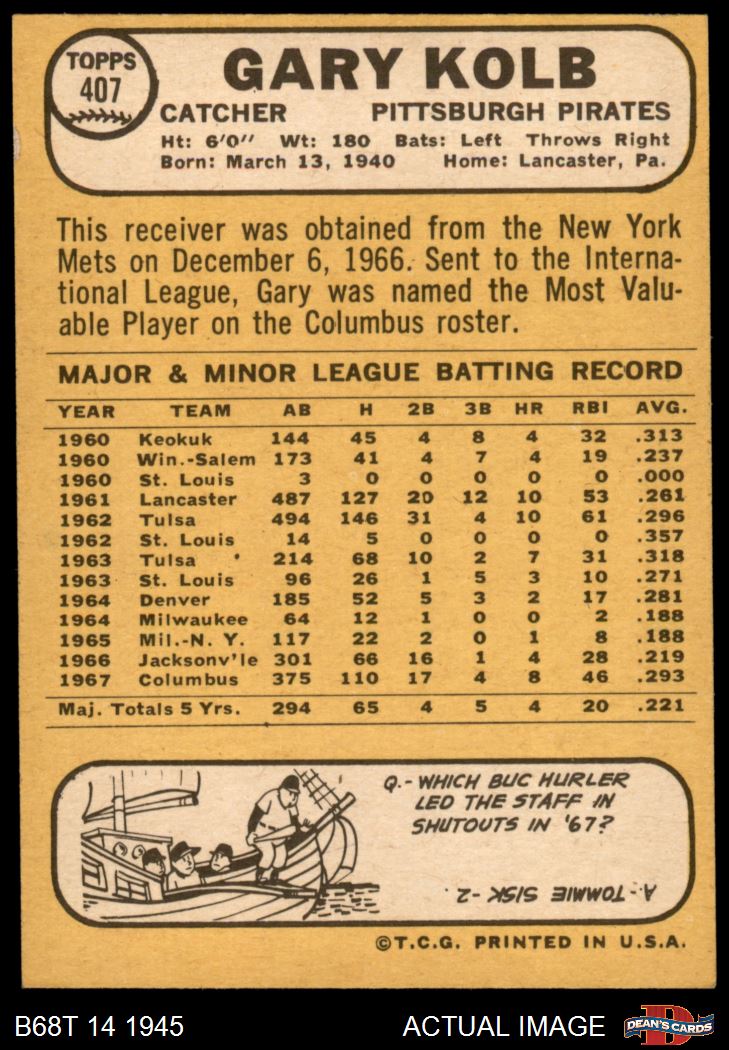 TOPPS
407
GARY KOLB
CATCHER PITTSBURGH PIRATES
Ht: 6'0" Wt: 180 Bats: Left Throws Right
Born: March 13, 1940 Home: Lancaster, Pa.
This receiver was obtained from the New York
Mets on December 6, 1966. Sent to the Interna-
tional League, Gary was named the Most Valu-
able Player on the Columbus roster.
MAJOR & MINOR LEAGUE BATTING RECORD
YEAR TEAM AB H 2B 3B HR RBI AVG.
1960 Keokuk 144 45 4 8 4 32 .313
1960 Win.-Salem 173 41 4 7 4 19 .237
1960 St. Louis 3 0 0 0 0 0 .000
1961 Lancaster 487 127 20 12 10 53 .261
1962 Tulsa 494 146 31 4 10 61 .296
1962 St. Louis 14 5 0 0 0 0 .357
1963 Tulsa 214 68 10 2 7 31 .318
1963 St. Louis 96 26 1 5 3 10 .271
1964 Denver 185 52 5 3 2 17 .281
1964 Milwaukee 64 12 1 0 0 2 .188
1965 Mil.-N. Y. 117 22 2 0 1 8 .188
1966 Jacksonv'le 301 66 16 1 4 28 .219
1967 Columbus 375 110 17 4 8 46 .293
Maj. Totals 5 Yrs. 294 65 4 5 4 20 .221
Q.- WHICH BUC HURLER
LED THE STAFF IN
SHUTOUTS IN '67?
A- TOMMIE SISK-2
©T.C.G. PRINTED IN U.S.A.
B68T 14 1945 ACTUAL IMAGE
D
DEAN'S CARDS